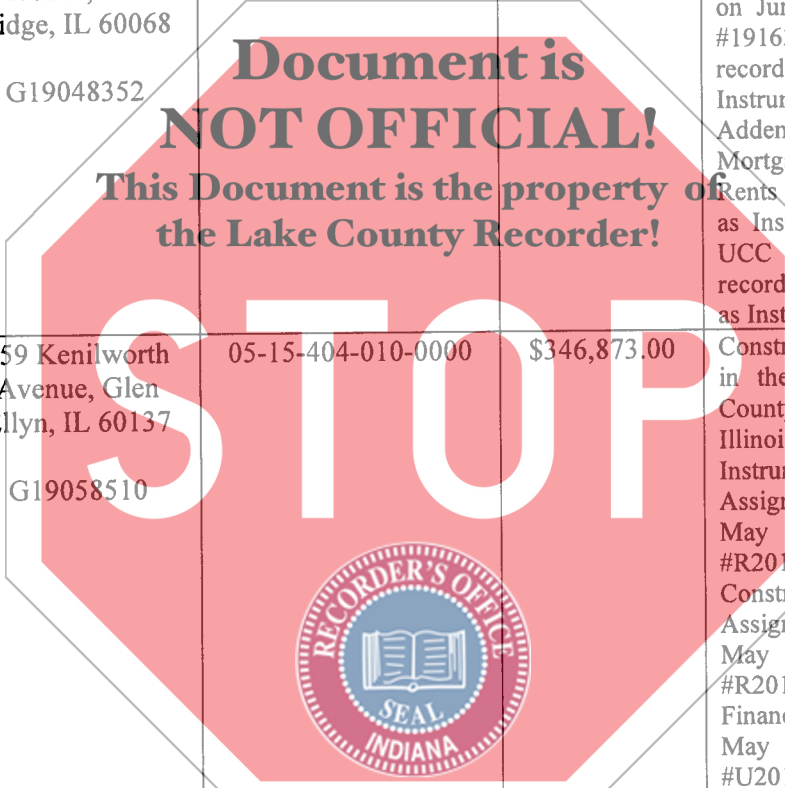 idge, IL 60068
G19048352
Document is
NOT OFFICIAL!
This Document is the property of
the Lake County Recorder!
STOP
on Jun
#1916
record
Instrur
Adden
Mortg
Rents
as Ins
UCC
record
as Inst
59 Kenilworth
Avenue, Glen
llyn, IL 60137
G19058510
05-15-404-010-0000
$346,873.00
Constr
in the
County
Illinoi
Instrur
Assign
May
#R201
Constr
Assign
May
#R201
Financ
May
#U201
RECORDER'S OFFICE
SEAL
INDIANA